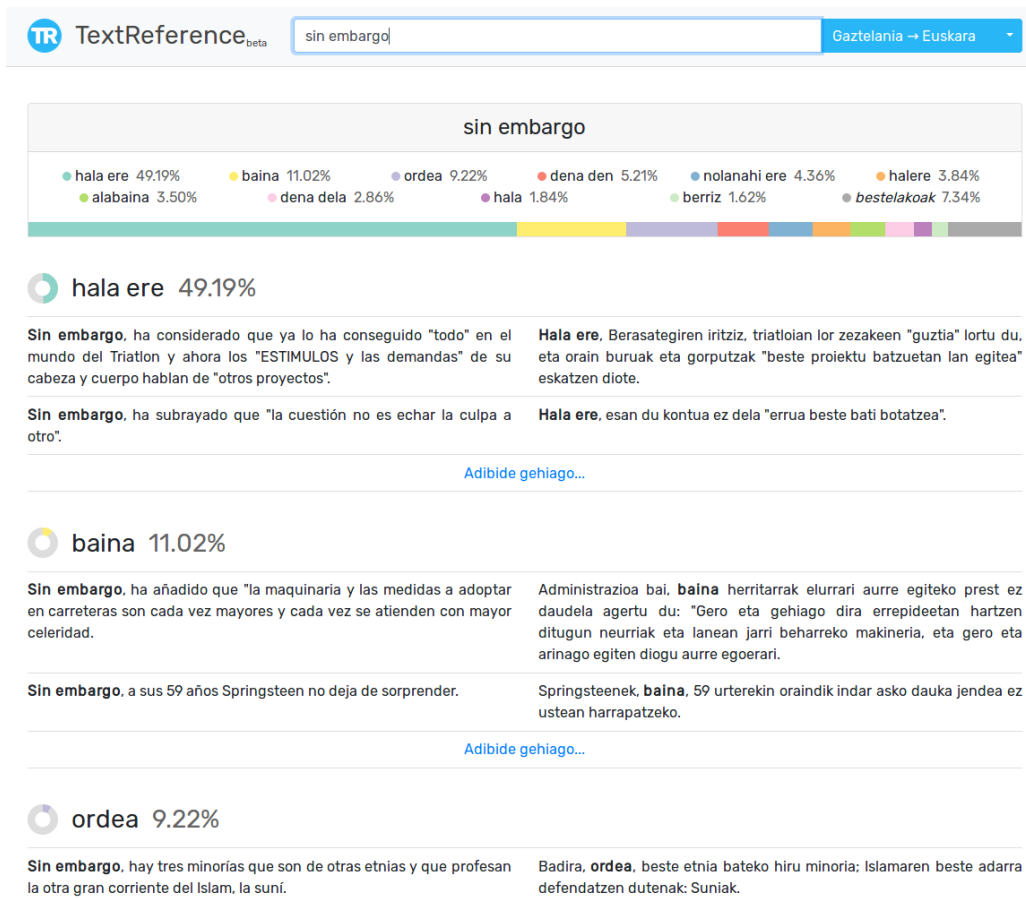 TR TextReference beta
sin embargo
Gaztelania → Euskara
sin embargo
hala ere 49.19% baina 11.02% ordea 9.22% dena den 5.21% nolanahi ere 4.36% halere 3.84%
alabaina 3.50% dena dela 2.86% hala 1.84% berriz 1.62% bestelakoak 7.34%
hala ere 49.19%
Sin embargo, ha considerado que ya lo ha conseguido "todo" en el
mundo del Triatlon y ahora los "ESTIMULOS y las demandas" de su
cabeza y cuerpo hablan de "otros proyectos".
Hala ere, Berasategiren iritziz, triatloian lor zezakeen "guztia" lortu du,
eta orain buruak eta gorputzak "beste proiektu batzuetan lan egitea"
eskatzen diote.
Sin embargo, ha subrayado que "la cuestión no es echar la culpa a
otro".
Hala ere, esan du kontua ez dela "errua beste bati botatzea".
Adibide gehiago...
baina 11.02%
Sin embargo, ha añadido que "la maquinaria y las medidas a adoptar
en carreteras son cada vez mayores y cada vez se atienden con mayor
celeridad.
Administrazioa bai, baina herritarrak elurrari aurre egiteko prest ez
daudela agertu du: "Gero eta gehiago dira errepideetan hartzen
ditugun neurriak eta lanean jarri beharreko makineria, eta gero eta
arinago egiten diogu aurre egoerari.
Sin embargo, a sus 59 años Springsteen no deja de sorprender.
Springsteenek, baina, 59 urterekin oraindik indar asko dauka jendea ez
ustean harrapatzeko.
Adibide gehiago...
ordea 9.22%
Sin embargo, hay tres minorías que son de otras etnias y que profesan
la otra gran corriente del Islam, la suní.
Badira, ordea, beste etnia bateko hiru minoria; Islamaren beste adarra
defendatzen dutenak: Suniak.